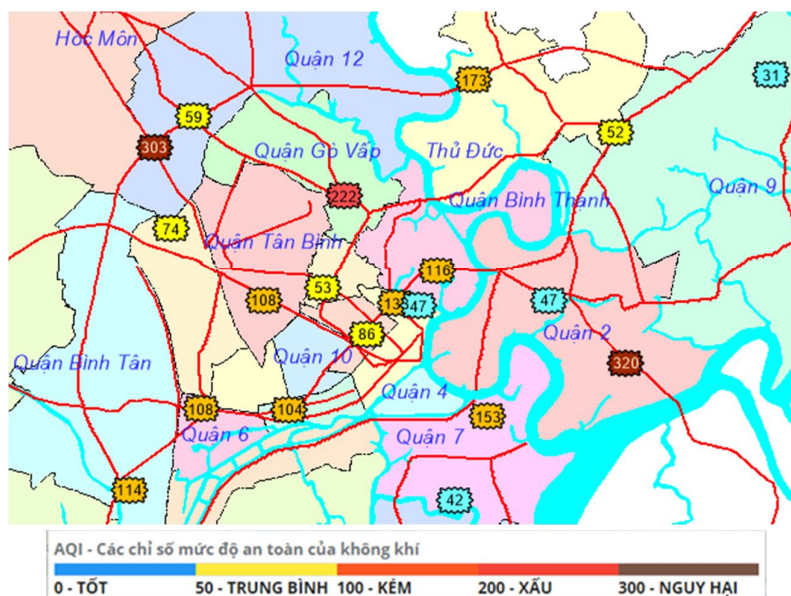 Hóc Môn
Quận 12
31
173
59
52
303
Quận Gò Vấp
Thủ Đức
222
Quận Bình Thạnh
Quận 9
74
Quận Tân Bình
116
53
108
47
47
86
Quận 10
Quận 2
Quận Bình Tân
320
Quận 4
108
104
153
Quận 6
Quận 7
114
42
AQI - Các chỉ số mức độ an toàn của không khí
0 - TỐT 50 - TRUNG BÌNH 100 - KÉM 200 - XẤU 300 - NGUY HẠI